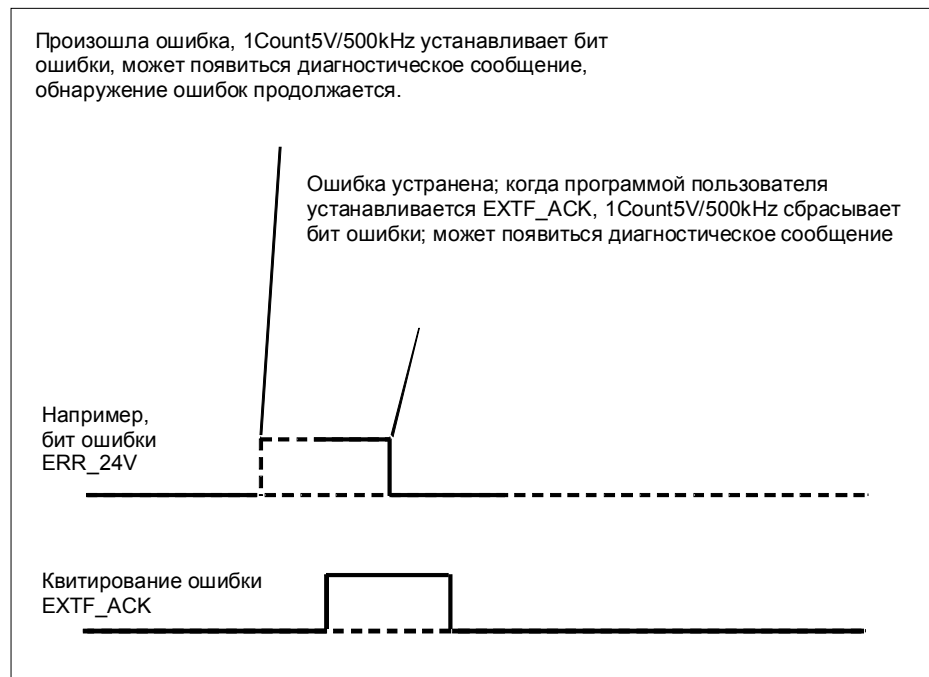 Произошла ошибка, 1Count5V/500kHz устанавливает бит
ошибки, может появиться диагностическое сообщение,
обнаружение ошибок продолжается.
Ошибка устранена; когда программой пользователя
устанавливается EXTF_ACK, 1Count5V/500kHz сбрасывает
бит ошибки; может появиться диагностическое сообщение
Например,
бит ошибки
ERR_24V
Квитирование ошибки
EXTF_ACK